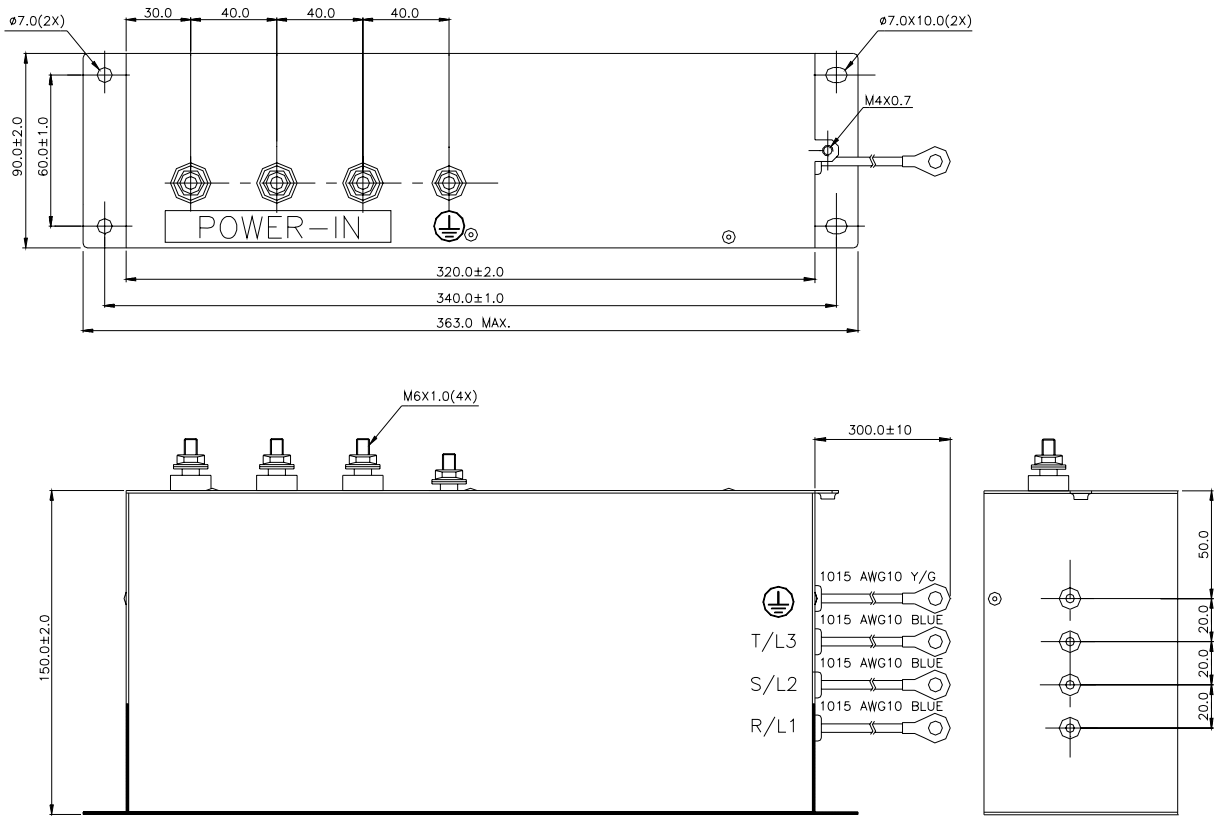 30.0
40.0
40.0
40.0
ø7.0(2X)
ø7.0X10.0(2X)
M4X0.7
90.0±2.0
60.0±1.0
POWER-IN
320.0±2.0
340.0±1.0
363.0 MAX.
M6X1.0(4X)
300.0±10
150.0±2.0
1015 AWG10 Y/G
T/L3
1015 AWG10 BLUE
S/L2
1015 AWG10 BLUE
R/L1
1015 AWG10 BLUE
50.0
20.0
20.0
20.0